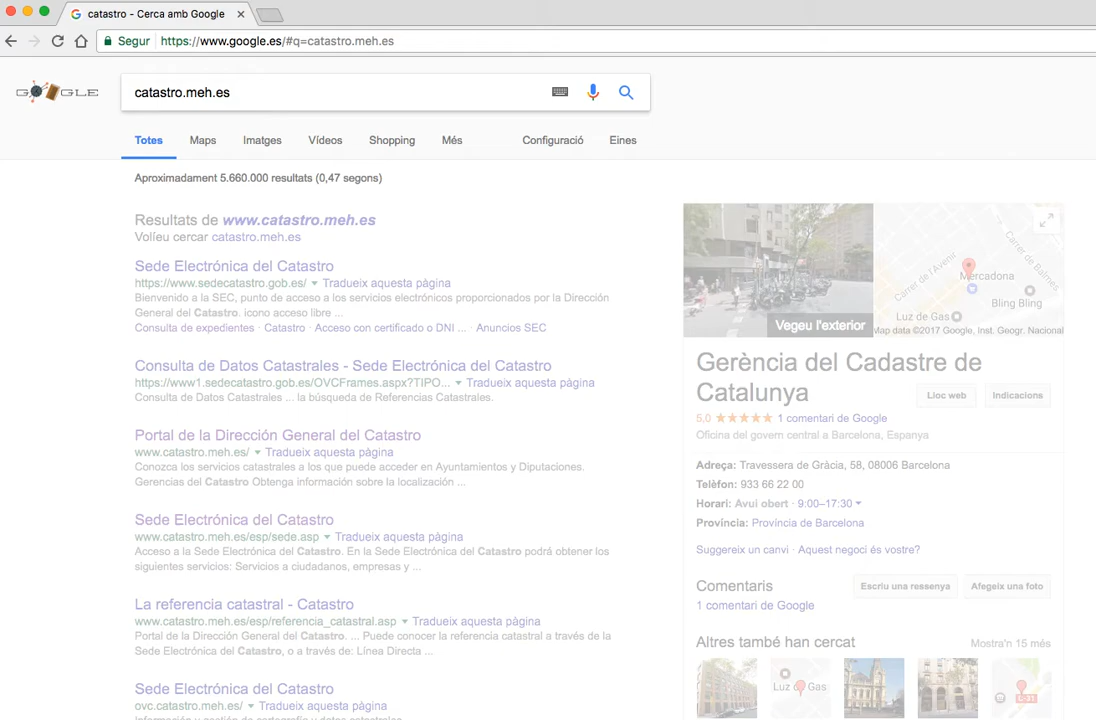 catastro - Cerca amb Google
Segur https://www.google.es/#q=catastro.meh.es
GOOGLE
catastro.meh.es
Totes Maps Imatges Vídeos Shopping Més Configuració Eines
Aproximadament 5.660.000 resultats (0,47 segons)
Resultats de www.catastro.meh.es
Volíeu cercar catastro.meh.es
Sede Electrónica del Catastro
https://www.sedecatastro.gob.es/ Tradueix aquesta pàgina
Bienvenido a la SEC, punto de acceso a los servicios electrónicos proporcionados por la Dirección
General del Catastro. icono acceso libre ...
Consulta de expedientes · Catastro · Acceso con certificado o DNI ... · Anuncios SEC
Consulta de Datos Catastrales - Sede Electrónica del Catastro
https://www1.sedecatastro.gob.es/OVCFrames.aspx?TIPO... Tradueix aquesta pàgina
Consulta de Datos Catastrales ... la búsqueda de Referencias Catastrales.
Portal de la Dirección General del Catastro
www.catastro.meh.es/ Tradueix aquesta pàgina
Conozca los servicios catastrales a los que puede acceder en Ayuntamientos y Diputaciones.
Gerencias del Catastro Obtenga información sobre la localización ...
Sede Electrónica del Catastro
www.catastro.meh.es/esp/sede.asp Tradueix aquesta pàgina
Acceso a la Sede Electrónica del Catastro. En la Sede Electrónica del Catastro podrá obtener los
siguientes servicios: Servicios a ciudadanos, empresas y ...
La referencia catastral - Catastro
www.catastro.meh.es/esp/referencia_catastral.asp Tradueix aquesta pàgina
Portal de la Dirección General del Catastro. ... Puede conocer la referencia catastral a través de la
Sede Electrónica del Catastro, o a través de: Línea Directa ...
Sede Electrónica del Catastro
ovc.catastro.meh.es/ Tradueix aquesta pàgina
Vegeu l'exterior
Carrer de l'Avenir
Carrer de Balmes
Mercadona
Bling Bling
Luz de Gas
Map data ©2017 Google, Inst. Geogr. Nacional
Gerència del Cadastre de
Catalunya
Lloc web Indicacions
5,0 ★★★★★ 1 comentari de Google
Oficina del govern central a Barcelona, Espanya
Adreça: Travessera de Gràcia, 58, 08006 Barcelona
Telèfon: 933 66 22 00
Horari: Avui obert · 9:00–17:30
Província: Província de Barcelona
Suggereix un canvi · Aquest negoci és vostre?
Comentaris
Escriu una ressenya Afegeix una foto
1 comentari de Google
Altres també han cercat Mostra'n 15 més